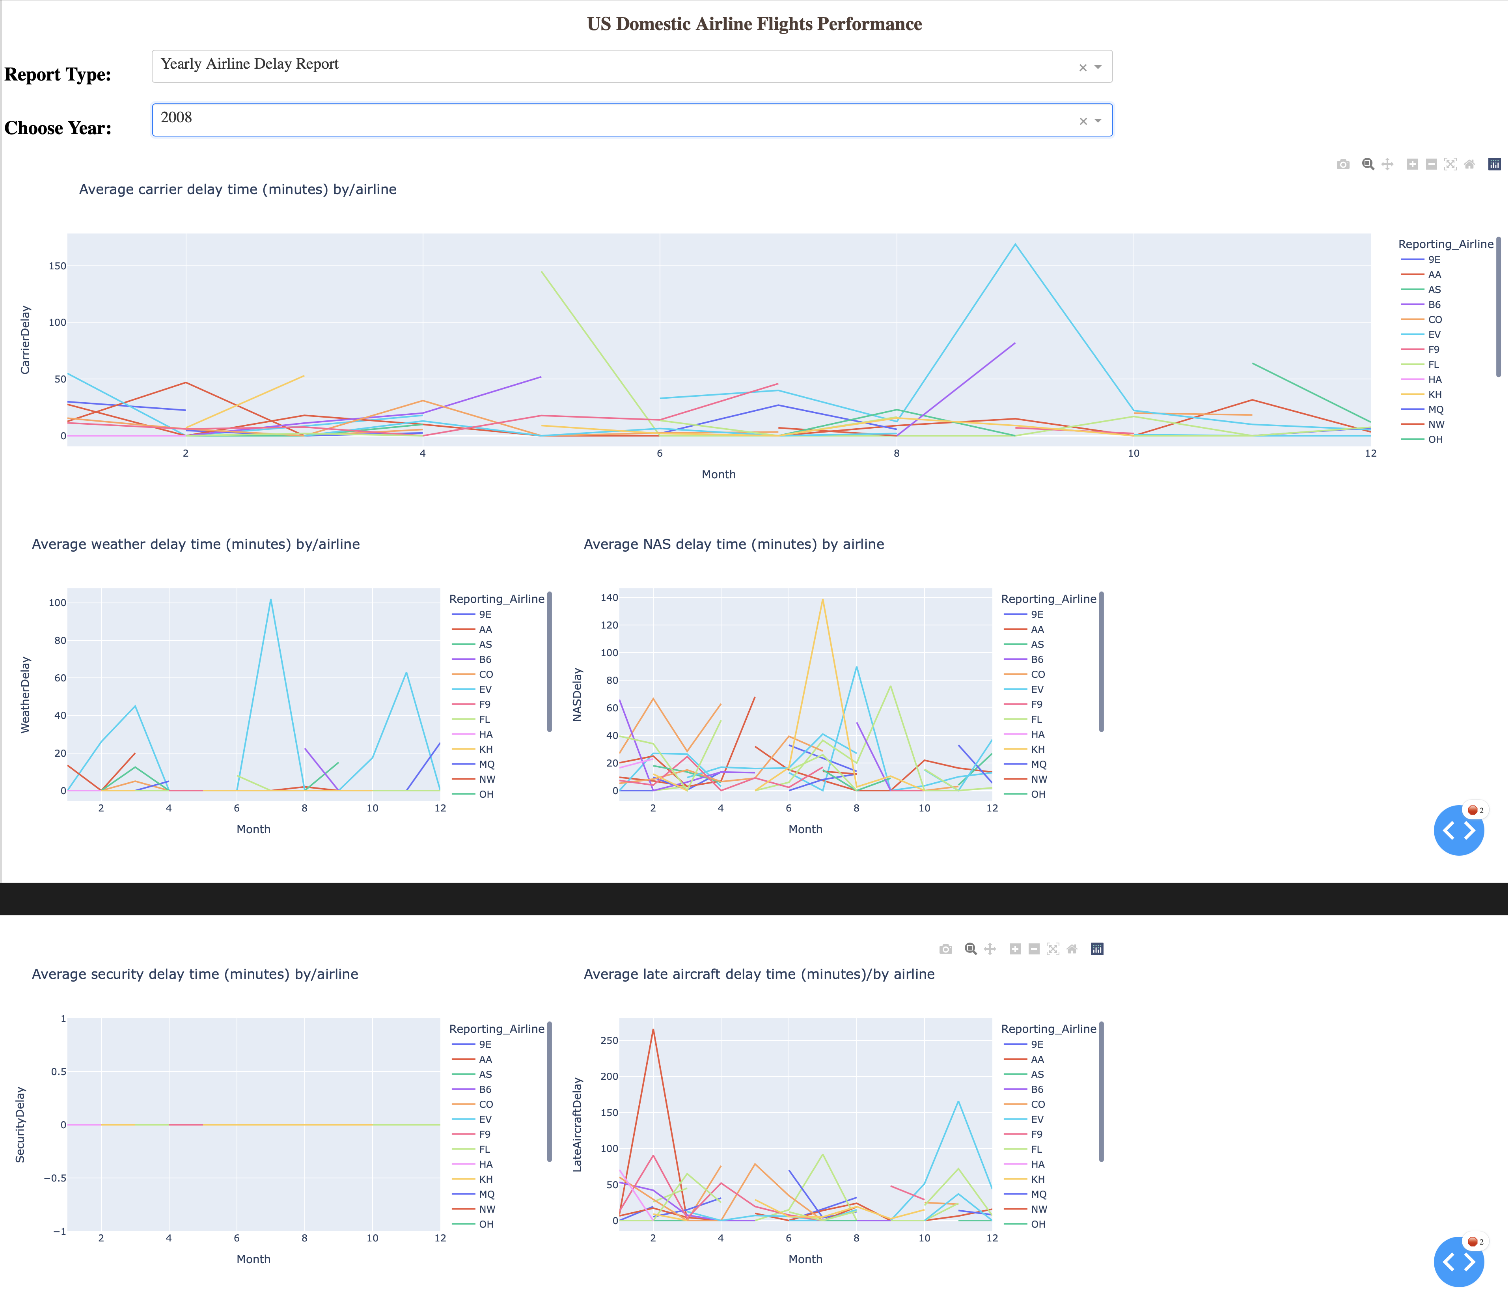 US Domestic Airline Flights Performance
Report Type:
Yearly Airline Delay Report
Choose Year:
2008
Average carrier delay time (minutes) by/airline
CarrierDelay
150
100
50
0
2 4 6 8 10 12
Month
Reporting_Airline
9E
AA
AS
B6
CO
EV
F9
FL
HA
KH
MQ
NW
OH
Average weather delay time (minutes) by/airline
WeatherDelay
100
80
60
40
20
0
2 4 6 8 10 12
Month
Reporting_Airline
9E
AA
AS
B6
CO
EV
F9
FL
HA
KH
MQ
NW
OH
Average NAS delay time (minutes) by airline
NASDelay
140
120
100
80
60
40
20
0
2 4 6 8 10 12
Month
Reporting_Airline
9E
AA
AS
B6
CO
EV
F9
FL
HA
KH
MQ
NW
OH
2
Average security delay time (minutes) by/airline
SecurityDelay
1
0.5
0
−0.5
−1
2 4 6 8 10 12
Month
Reporting_Airline
9E
AA
AS
B6
CO
EV
F9
FL
HA
KH
MQ
NW
OH
Average late aircraft delay time (minutes)/by airline
LateAircraftDelay
250
200
150
100
50
0
2 4 6 8 10 12
Month
Reporting_Airline
9E
AA
AS
B6
CO
EV
F9
FL
HA
KH
MQ
NW
OH
2